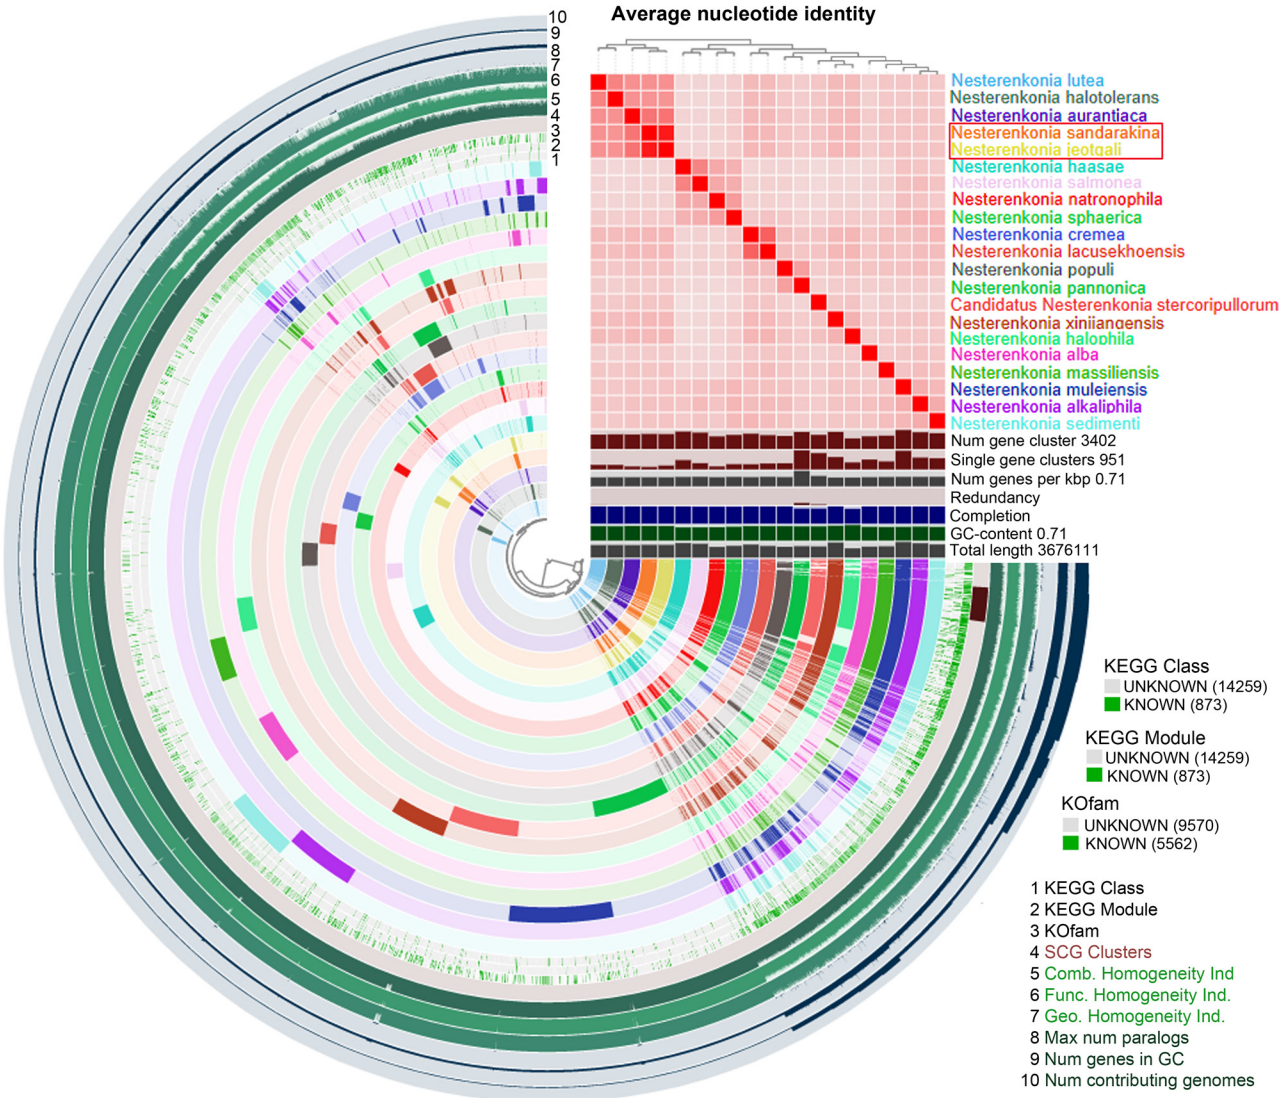 Average nucleotide identity
10
9
8
7
6
5
4
3
2
1
Nesterenkonia lutea
Nesterenkonia halotolerans
Nesterenkonia aurantiaca
Nesterenkonia sandarakina
Nesterenkonia jeotgali
Nesterenkonia haasae
Nesterenkonia salmonea
Nesterenkonia natronophila
Nesterenkonia sphaerica
Nesterenkonia cremea
Nesterenkonia lacusekhoensis
Nesterenkonia populi
Nesterenkonia pannonica
Candidatus Nesterenkonia stercoripullorum
Nesterenkonia xinjiangensis
Nesterenkonia halophila
Nesterenkonia alba
Nesterenkonia massiliensis
Nesterenkonia muleiensis
Nesterenkonia alkaliphila
Nesterenkonia sedimenti
Num gene cluster 3402
Single gene clusters 951
Num genes per kbp 0.71
Redundancy
Completion
GC-content 0.71
Total length 3676111
KEGG Class
UNKNOWN (14259)
KNOWN (873)
KEGG Module
UNKNOWN (14259)
KNOWN (873)
KOfam
UNKNOWN (9570)
KNOWN (5562)
1 KEGG Class
2 KEGG Module
3 KOfam
4 SCG Clusters
5 Comb. Homogeneity Ind
6 Func. Homogeneity Ind.
7 Geo. Homogeneity Ind.
8 Max num paralogs
9 Num genes in GC
10 Num contributing genomes